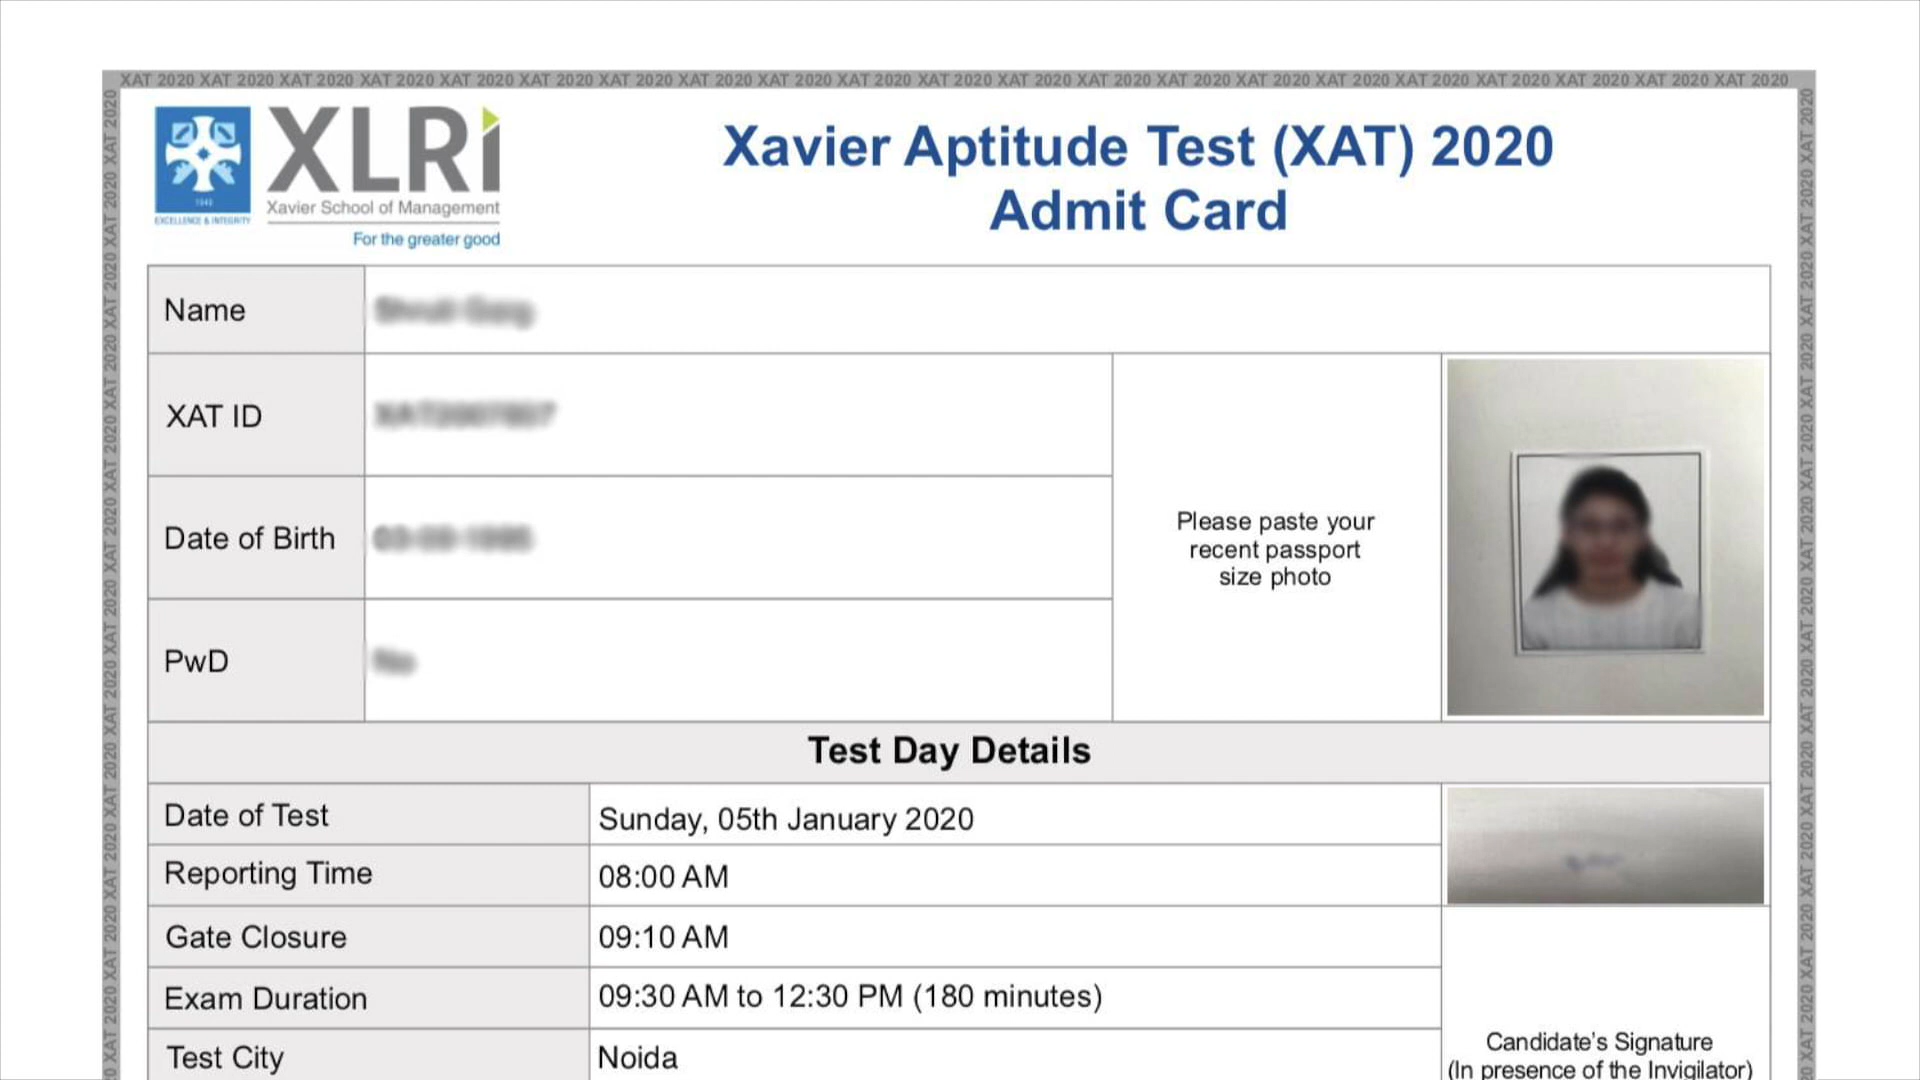 XAT 2020 XAT 2020 XAT 2020 XAT 2020 XAT 2020 XAT 2020 XAT 2020 XAT 2020 XAT 2020 XAT 2020 XAT 2020 XAT 2020 XAT 2020 XAT 2020 XAT 2020 XAT 2020 XAT 2020 XAT 2020 XAT 2020 XAT 2020 XAT 2020
XLRi
Xavier School of Management
For the greater good
EXCELLENCE & INTEGRITY
Xavier Aptitude Test (XAT) 2020
Admit Card
Name
XAT ID
Date of Birth
PwD
Please paste your
recent passport
size photo
Test Day Details
Date of Test Sunday, 05th January 2020
Reporting Time 08:00 AM
Gate Closure 09:10 AM
Exam Duration 09:30 AM to 12:30 PM (180 minutes)
Test City Noida
Candidate's Signature
(In presence of the Invigilator)